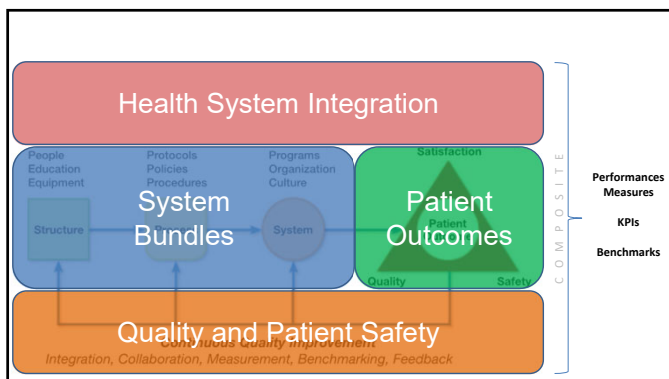 Health System Integration
People
Education
Equipment
Protocols
Policies
Procedures
Programs
Organization
Culture
Satisfaction
System
Bundles
Patient
Outcomes
Structure
System
Patient
Quality
Safety
Quality and Patient Safety
Continuous Quality Improvement
Integration, Collaboration, Measurement, Benchmarking, Feedback
COMPOSITE
Performances
Measures
KPIs
Benchmarks